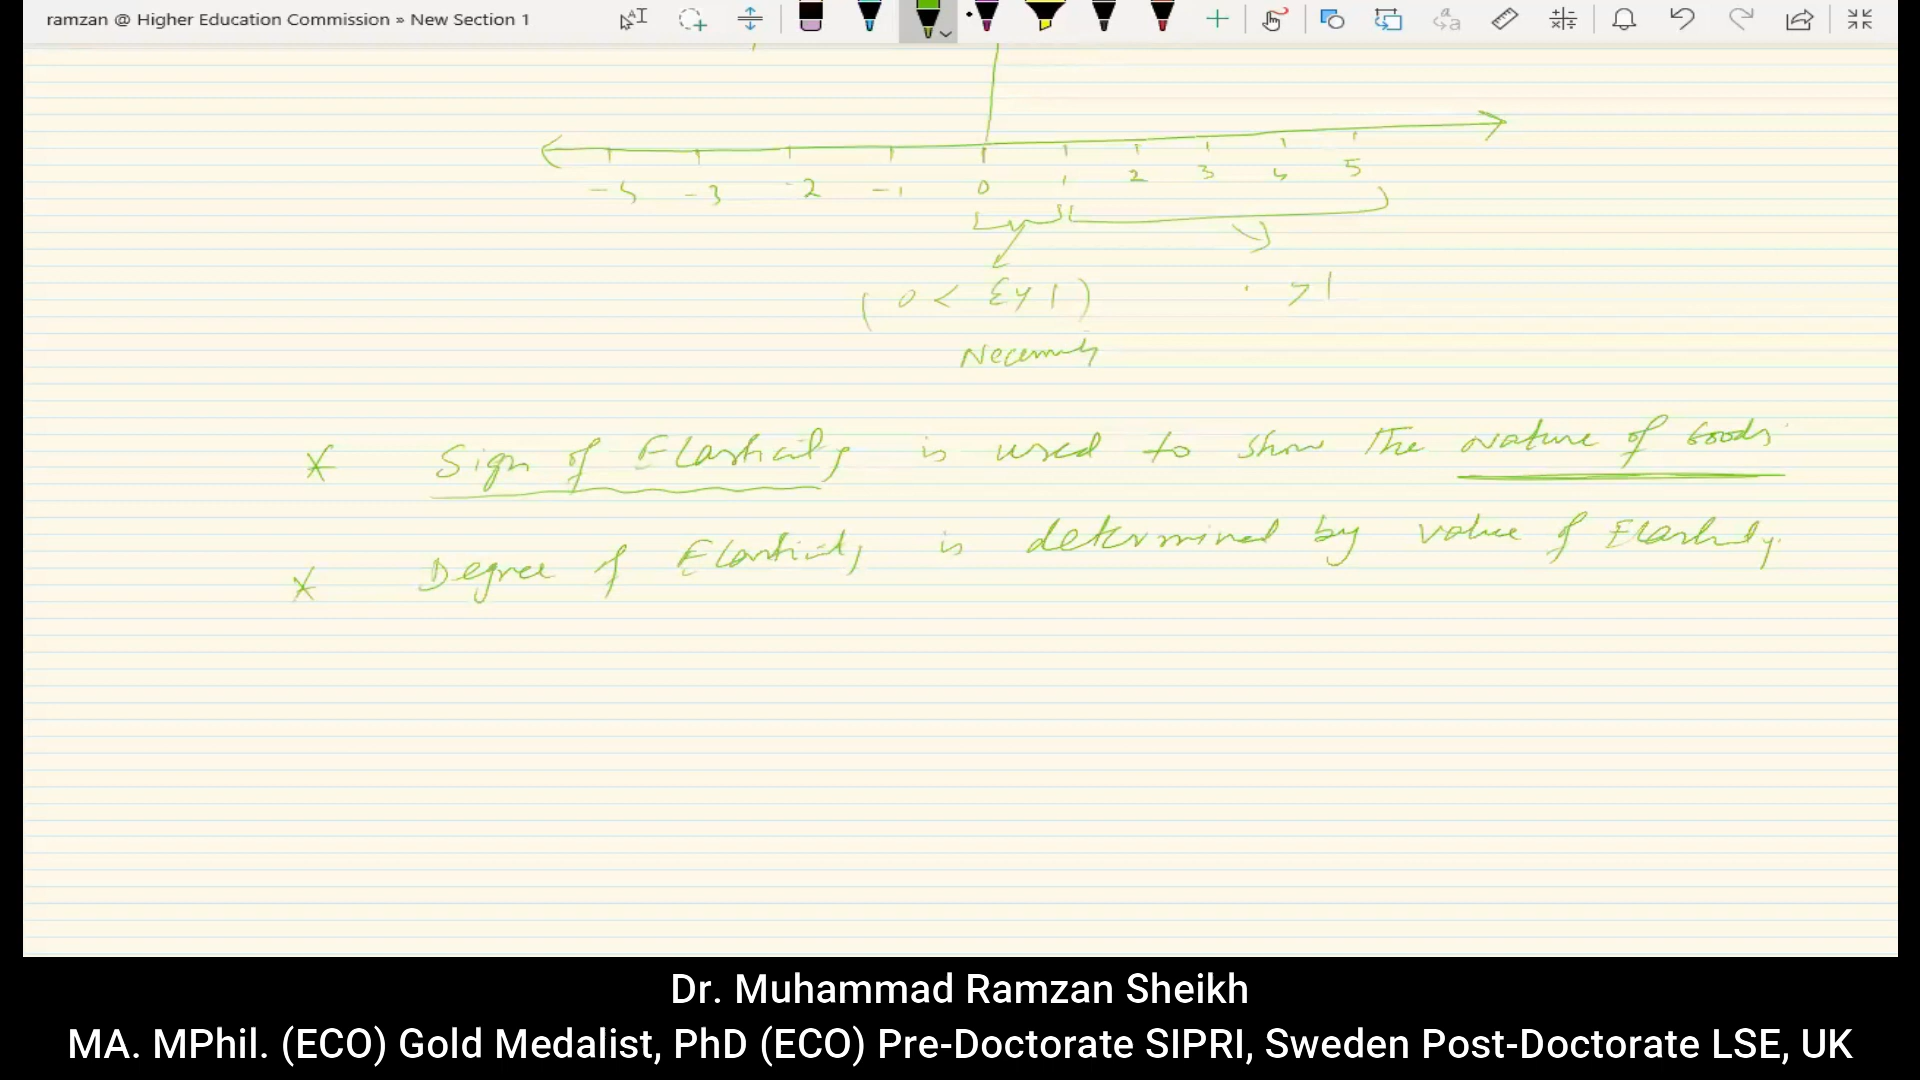 ramzan @ Higher Education Commission » New Section 1
-3 -2 -1 0 1 2 3 4 5
( 0 < Ey 1 ) > 1
Necessity
* Sign of Elasticity is used to show the nature of Goods.
* Degree of Elasticity is determined by value of Elasticity.
Dr. Muhammad Ramzan Sheikh
MA. MPhil. (ECO) Gold Medalist, PhD (ECO) Pre-Doctorate SIPRI, Sweden Post-Doctorate LSE, UK